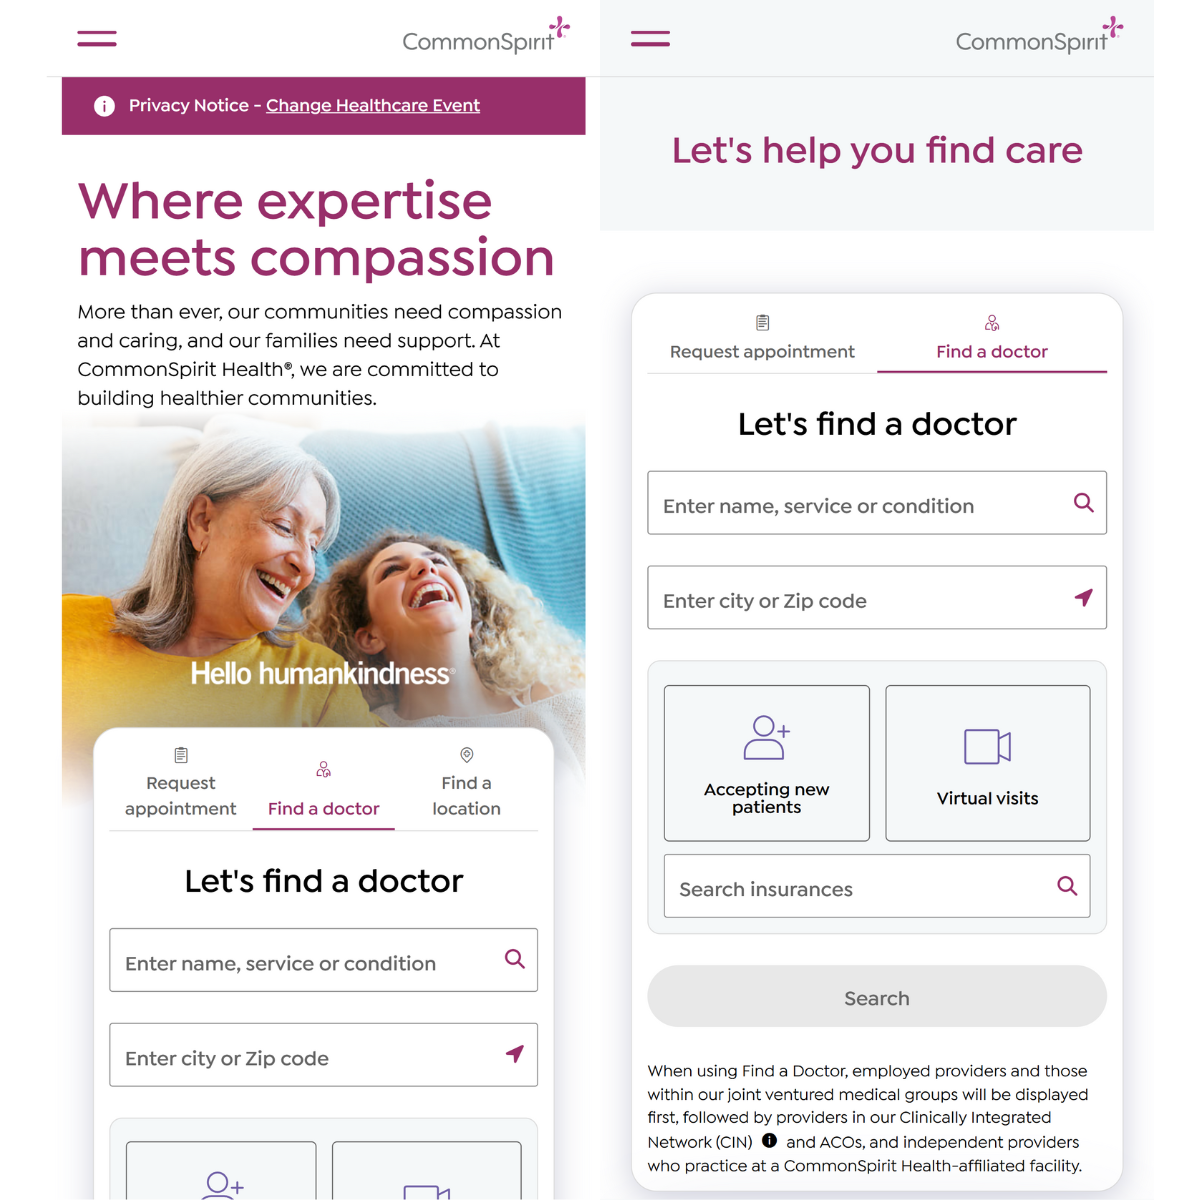 CommonSpirit
Privacy Notice - Change Healthcare Event
Where expertise
meets compassion
More than ever, our communities need compassion
and caring, and our families need support. At
CommonSpirit Health®, we are committed to
building healthier communities.
Hello humankindness®
Request
appointment
Find a doctor
Find a
location
Let's find a doctor
Enter name, service or condition
Enter city or Zip code
CommonSpirit
Let's help you find care
Request appointment
Find a doctor
Let's find a doctor
Enter name, service or condition
Enter city or Zip code
Accepting new
patients
Virtual visits
Search insurances
Search
When using Find a Doctor, employed providers and those
within our joint ventured medical groups will be displayed
first, followed by providers in our Clinically Integrated
Network (CIN) and ACOs, and independent providers
who practice at a CommonSpirit Health-affiliated facility.